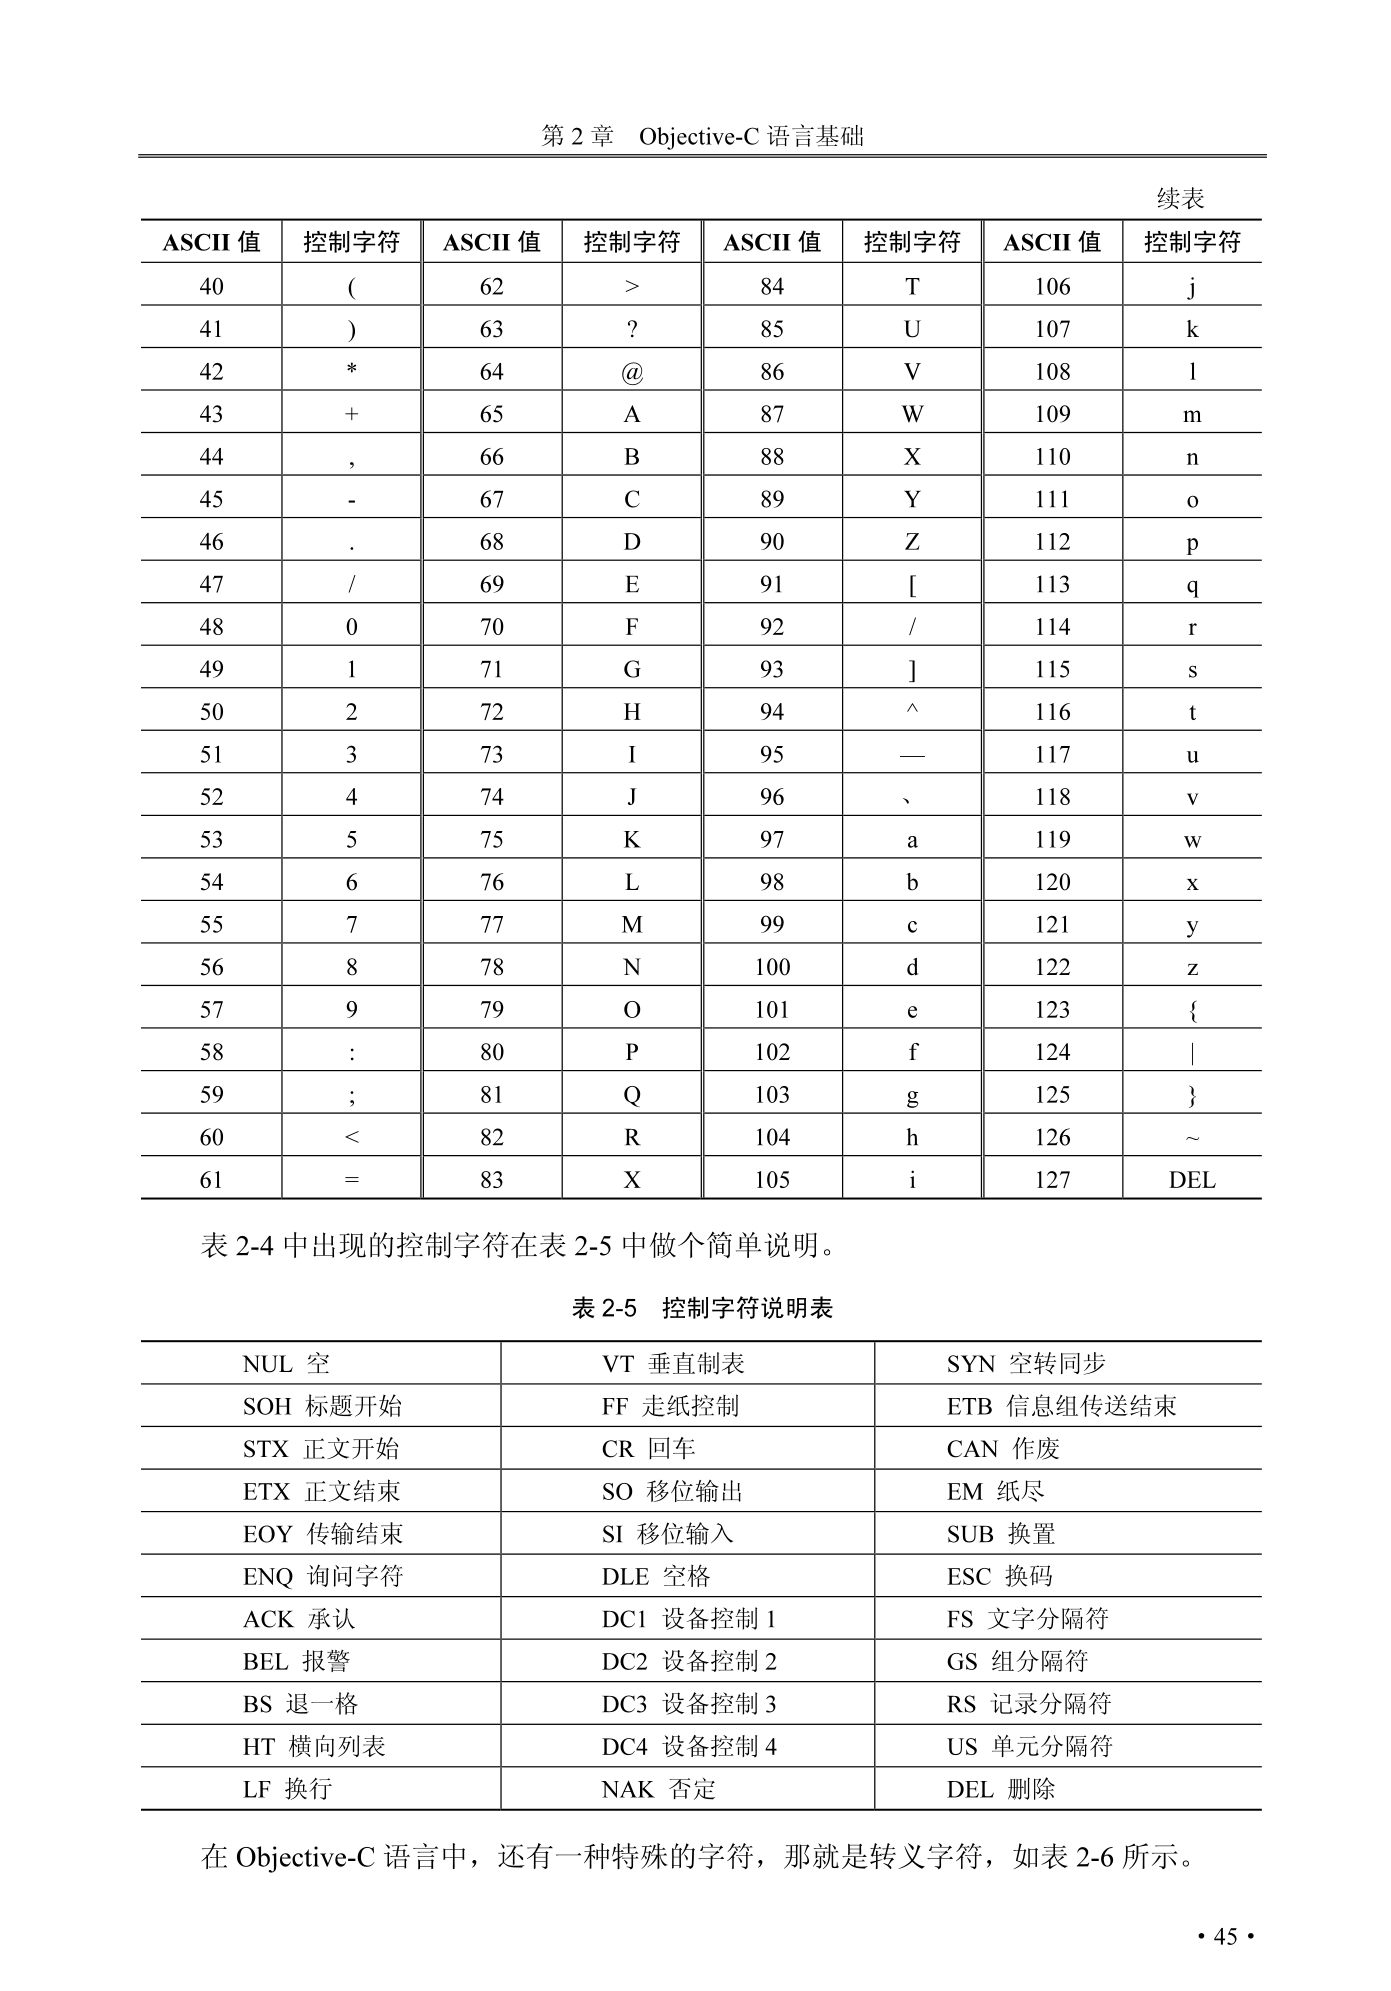 第 2 章 Objective-C 语言基础
续表
ASCII 值 控制字符 ASCII 值 控制字符 ASCII 值 控制字符 ASCII 值 控制字符
40 ( 62 > 84 T 106 j
41 ) 63 ? 85 U 107 k
42 * 64 @ 86 V 108 l
43 + 65 A 87 W 109 m
44 , 66 B 88 X 110 n
45 - 67 C 89 Y 111 o
46 . 68 D 90 Z 112 p
47 / 69 E 91 [ 113 q
48 0 70 F 92 / 114 r
49 1 71 G 93 ] 115 s
50 2 72 H 94 ^ 116 t
51 3 73 I 95 — 117 u
52 4 74 J 96 、 118 v
53 5 75 K 97 a 119 w
54 6 76 L 98 b 120 x
55 7 77 M 99 c 121 y
56 8 78 N 100 d 122 z
57 9 79 O 101 e 123 {
58 : 80 P 102 f 124 |
59 ; 81 Q 103 g 125 }
60 < 82 R 104 h 126 ~
61 = 83 X 105 i 127 DEL
表 2-4 中出现的控制字符在表 2-5 中做个简单说明。
表 2-5 控制字符说明表
NUL 空 VT 垂直制表 SYN 空转同步
SOH 标题开始 FF 走纸控制 ETB 信息组传送结束
STX 正文开始 CR 回车 CAN 作废
ETX 正文结束 SO 移位输出 EM 纸尽
EOY 传输结束 SI 移位输入 SUB 换置
ENQ 询问字符 DLE 空格 ESC 换码
ACK 承认 DC1 设备控制 1 FS 文字分隔符
BEL 报警 DC2 设备控制 2 GS 组分隔符
BS 退一格 DC3 设备控制 3 RS 记录分隔符
HT 横向列表 DC4 设备控制 4 US 单元分隔符
LF 换行 NAK 否定 DEL 删除
在 Objective-C 语言中，还有一种特殊的字符，那就是转义字符，如表 2-6 所示。
• 45 •